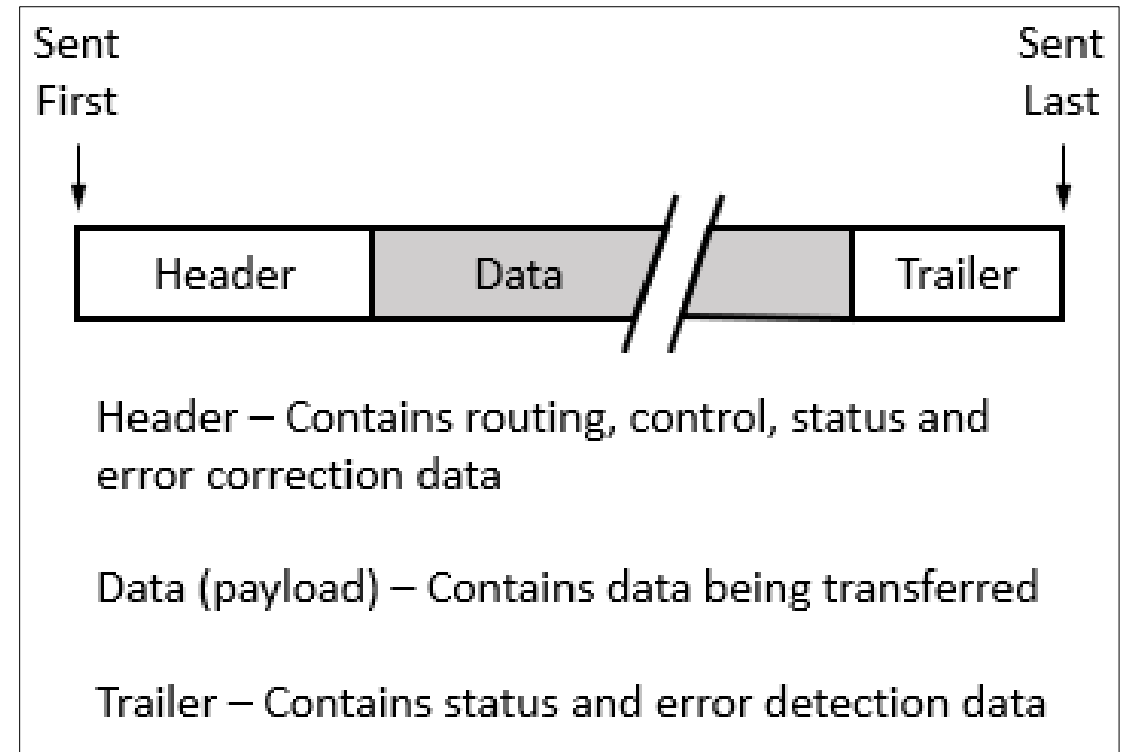 Sent Sent
First Last
Header Data Trailer
Header – Contains routing, control, status and
error correction data
Data (payload) – Contains data being transferred
Trailer – Contains status and error detection data